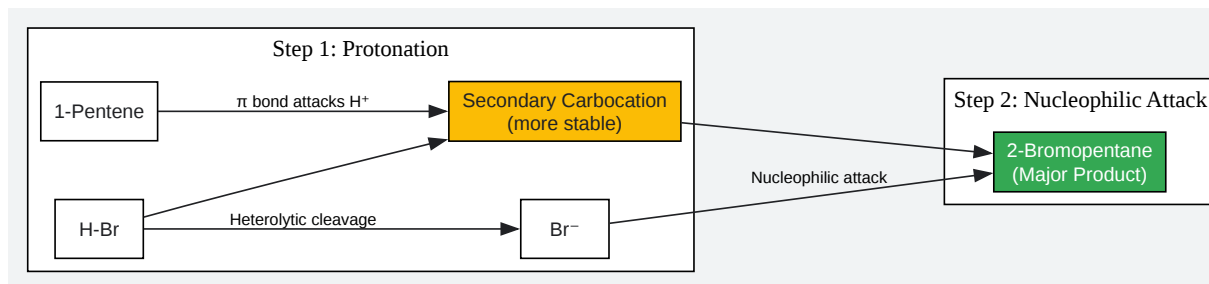 Step 1: Protonation
1-Pentene
π bond attacks H⁺
Secondary Carbocation
(more stable)
H-Br
Heterolytic cleavage
Br⁻
Nucleophilic attack
Step 2: Nucleophilic Attack
2-Bromopentane
(Major Product)